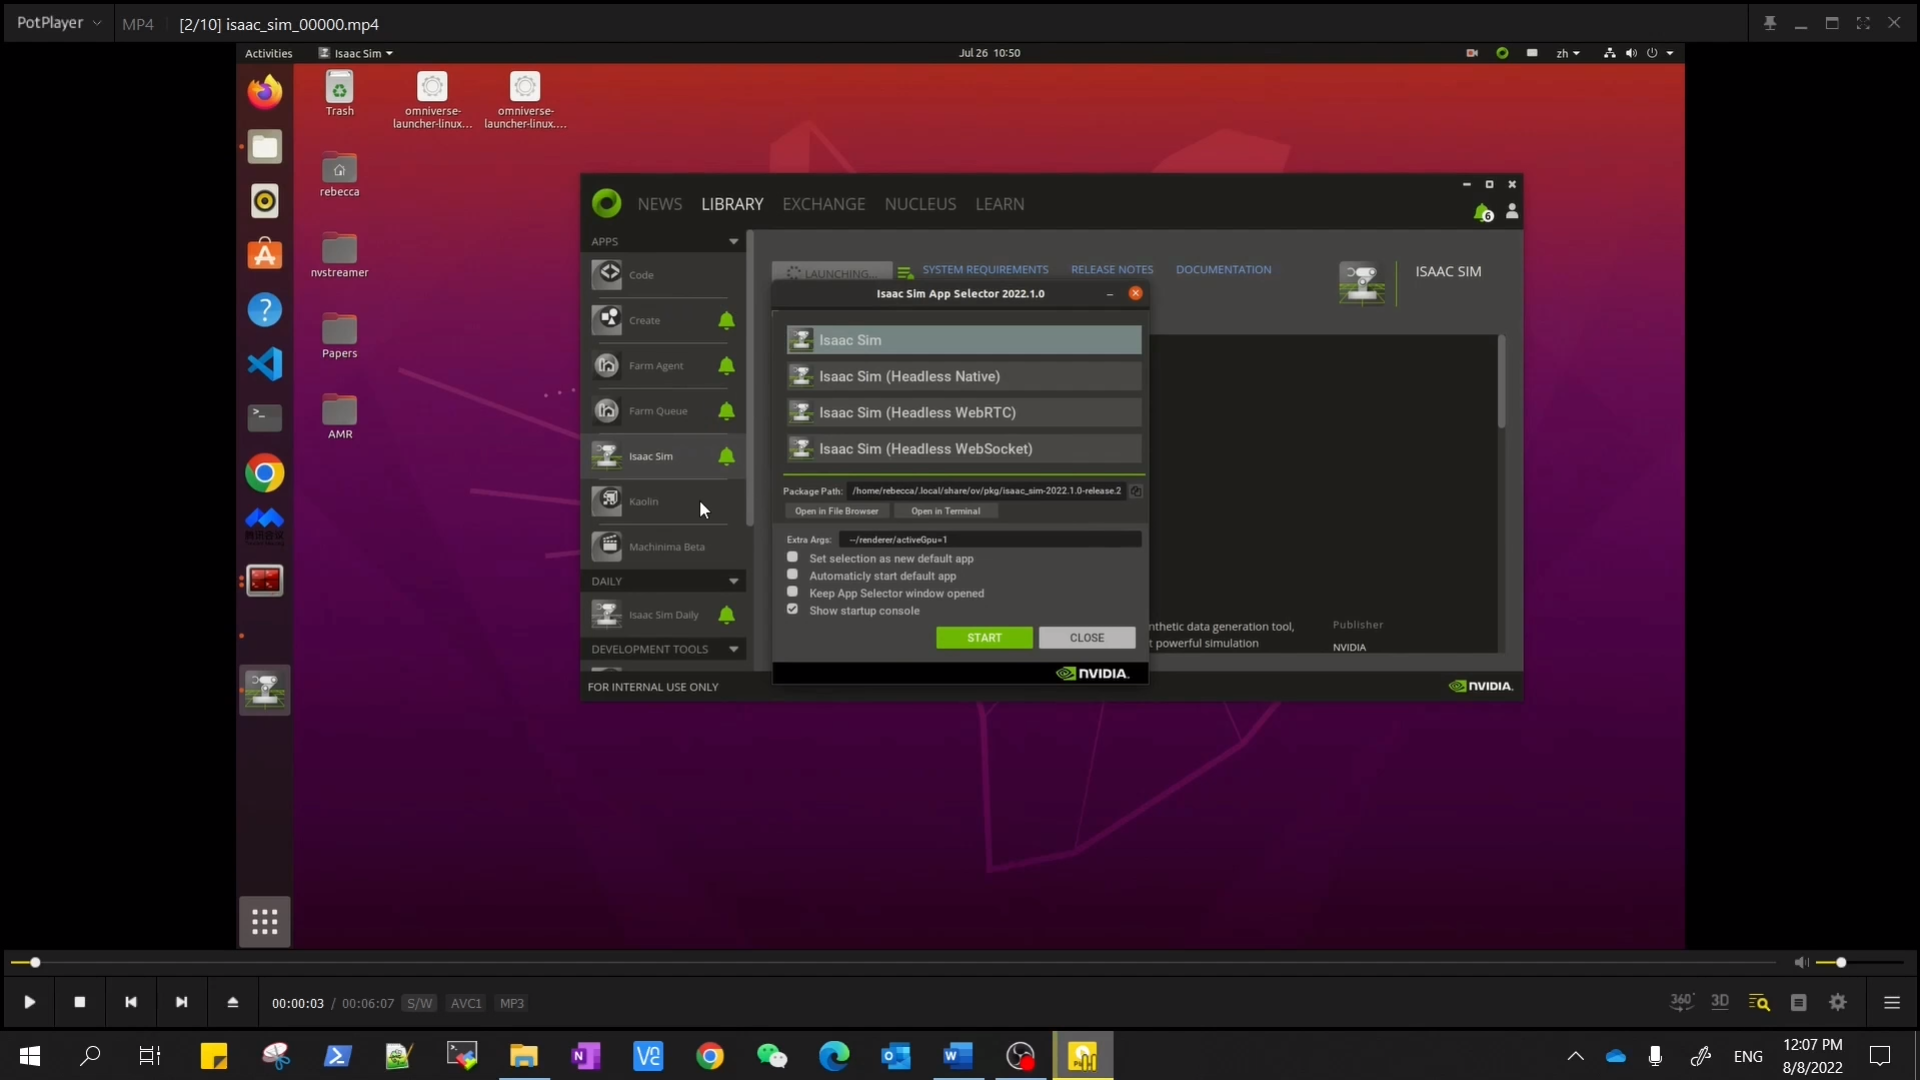 PotPlayer
MP4
[2/10] isaac_sim_00000.mp4
Activities
Isaac Sim
Jul 26 10:50
zh
Trash
omniverse-
launcher-linux...
omniverse-
launcher-linux....
rebecca
nvstreamer
Papers
AMR
NEWS
LIBRARY
EXCHANGE
NUCLEUS
LEARN
6
APPS
Code
Create
Farm Agent
Farm Queue
Isaac Sim
Kaolin
Machinima Beta
DAILY
Isaac Sim Daily
DEVELOPMENT TOOLS
FOR INTERNAL USE ONLY
LAUNCHING...
SYSTEM REQUIREMENTS
RELEASE NOTES
DOCUMENTATION
ISAAC SIM
Isaac Sim App Selector 2022.1.0
Isaac Sim
Isaac Sim (Headless Native)
Isaac Sim (Headless WebRTC)
Isaac Sim (Headless WebSocket)
Package Path: /home/rebecca/.local/share/ov/pkg/isaac_sim-2022.1.0-release.2
Open in File Browser
Open in Terminal
Extra Args: --/renderer/activeGpu=1
Set selection as new default app
Automaticly start default app
Keep App Selector window opened
Show startup console
START
CLOSE
NVIDIA.
nthetic data generation tool,
t powerful simulation
Publisher
NVIDIA
NVIDIA.
00:00:03 / 00:06:07 S/W AVC1 MP3
360°
3D
ENG
12:07 PM
8/8/2022